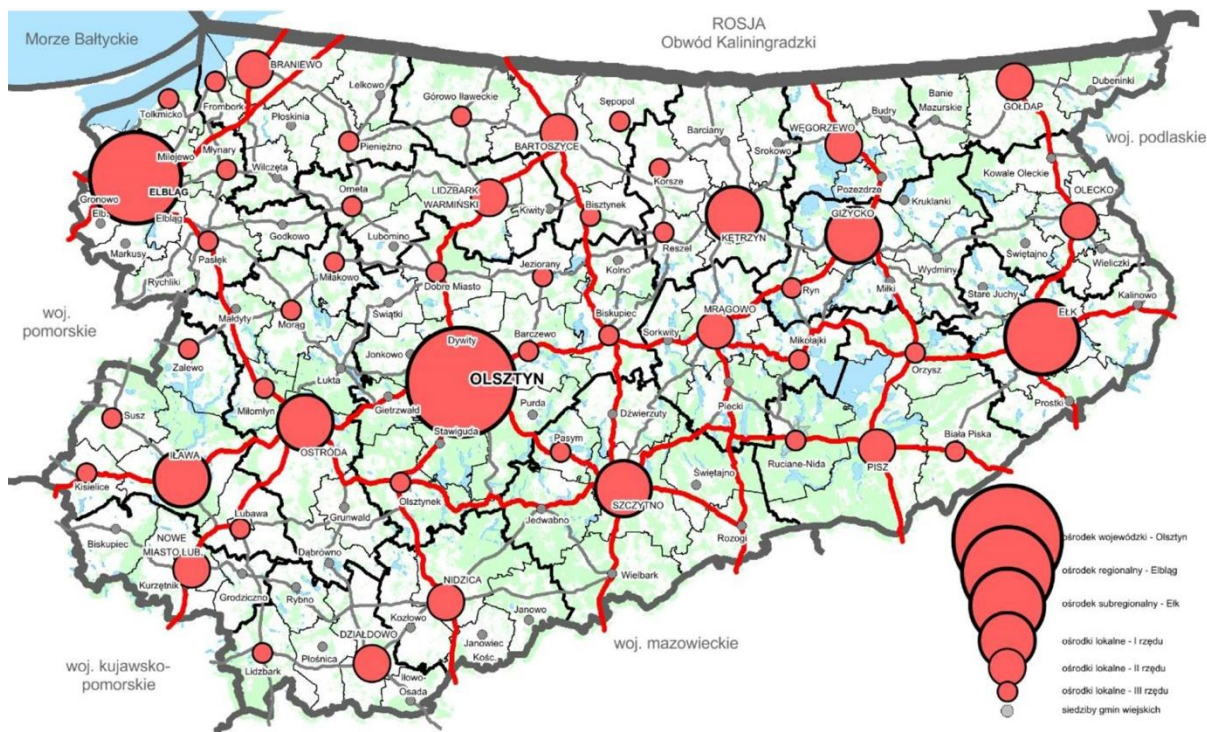 Morze Bałtyckie
ROSJA
Obwód Kaliningradzki
BRANIEWO
Frombork
Tolkmicko
Lelkowo
Płoskinia
Górowo Iławeckie
Sępopol
Pieniężno
BARTOSZYCE
Barciany
WĘGORZEWO
Budry
Banie
Mazurskie
GOŁDAP
Dubeninki
woj. podlaskie
Milejewo
Młynary
Wilczęta
ELBLĄG
Gronowo
Elb.
Elbląg
Markusy
Orneta
LIDZBARK
WARMIŃSKI
Kiwity
Bisztynek
Korsze
Srokowo
Pozezdrze
Kruklanki
Kowale Oleckie
OLECKO
Godkowo
Lubomino
Pasłęk
Rychliki
Reszel
KĘTRZYN
GIŻYCKO
Świętajno
Wieliczki
Wydminy
Miłakowo
Dobre Miasto
Jeziorany
Kolno
Ryn
Miłki
Stare Juchy
Kalinowo
EŁK
woj.
pomorskie
Małdyty
Morąg
Świątki
Dywity
Barczewo
Biskupiec
Sorkwity
MRĄGOWO
Mikołajki
Orzysz
Zalewo
Jonkowo
OLSZTYN
Łukta
Gietrzwałd
Purda
Miłomłyn
Susz
Stawiguda
Dźwierzuty
Piecki
Prostki
OSTRÓDA
Pasym
Ruciane-Nida
PISZ
Biała Piska
IŁAWA
Kisielice
Olsztynek
SZCZYTNO
Świętajno
Lubawa
Grunwald
Jedwabno
Rozogi
Biskupiec
NOWE
MIASTO LUB.
Dąbrówno
Kurzętnik
Grodziczno
Rybno
NIDZICA
Wielbark
Kozłowo
Janowo
DZIAŁDOWO
Janowiec
Kośc.
Płośnica
Lidzbark
Iłowo-
Osada
woj. kujawsko-
pomorskie
woj. mazowieckie
ośrodek wojewódzki - Olsztyn
ośrodek regionalny - Elbląg
ośrodek subregionalny - Ełk
ośrodki lokalne - I rzędu
ośrodki lokalne - II rzędu
ośrodki lokalne - III rzędu
siedziby gmin wiejskich